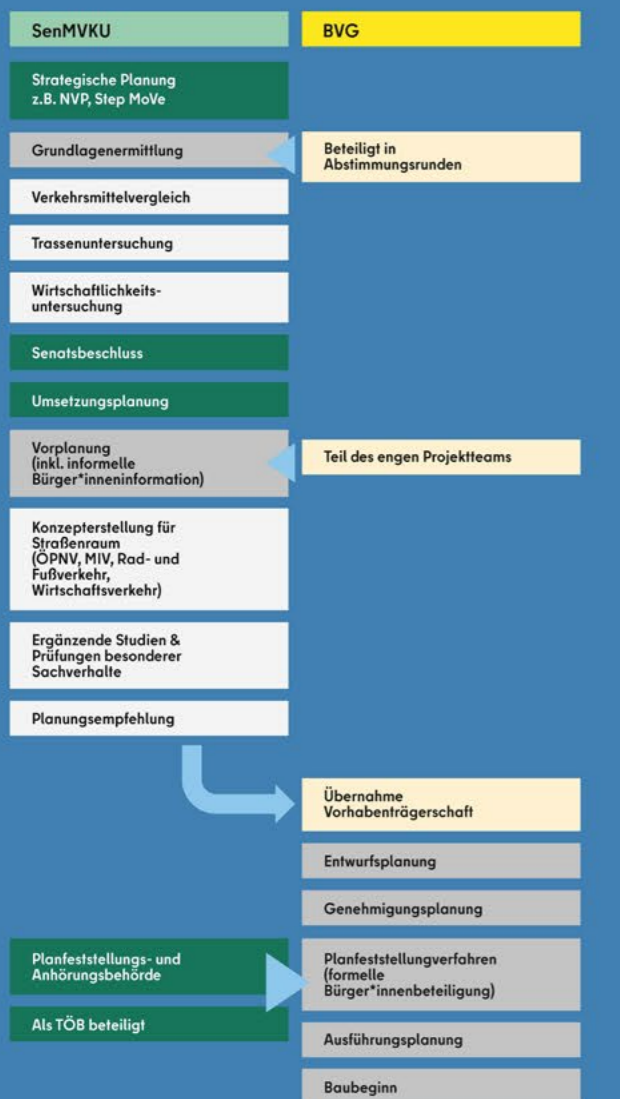 SenMVKU
BVG
Strategische Planung
z.B. NVP, Step MoVe
Grundlagenermittlung
Beteiligt in
Abstimmungsrunden
Verkehrsmittelvergleich
Trassenuntersuchung
Wirtschaftlichkeits-
untersuchung
Senatsbeschluss
Umsetzungsplanung
Vorplanung
(inkl. informelle
Bürger*inneninformation)
Teil des engen Projektteams
Konzepterstellung für
Straßenraum
(ÖPNV, MIV, Rad- und
Fußverkehr,
Wirtschaftsverkehr)
Ergänzende Studien &
Prüfungen besonderer
Sachverhalte
Planungsempfehlung
Übernahme
Vorhabenträgerschaft
Entwurfsplanung
Genehmigungsplanung
Planfeststellungs- und
Anhörungsbehörde
Planfeststellungverfahren
(formelle
Bürger*innenbeteiligung)
Als TÖB beteiligt
Ausführungsplanung
Baubeginn